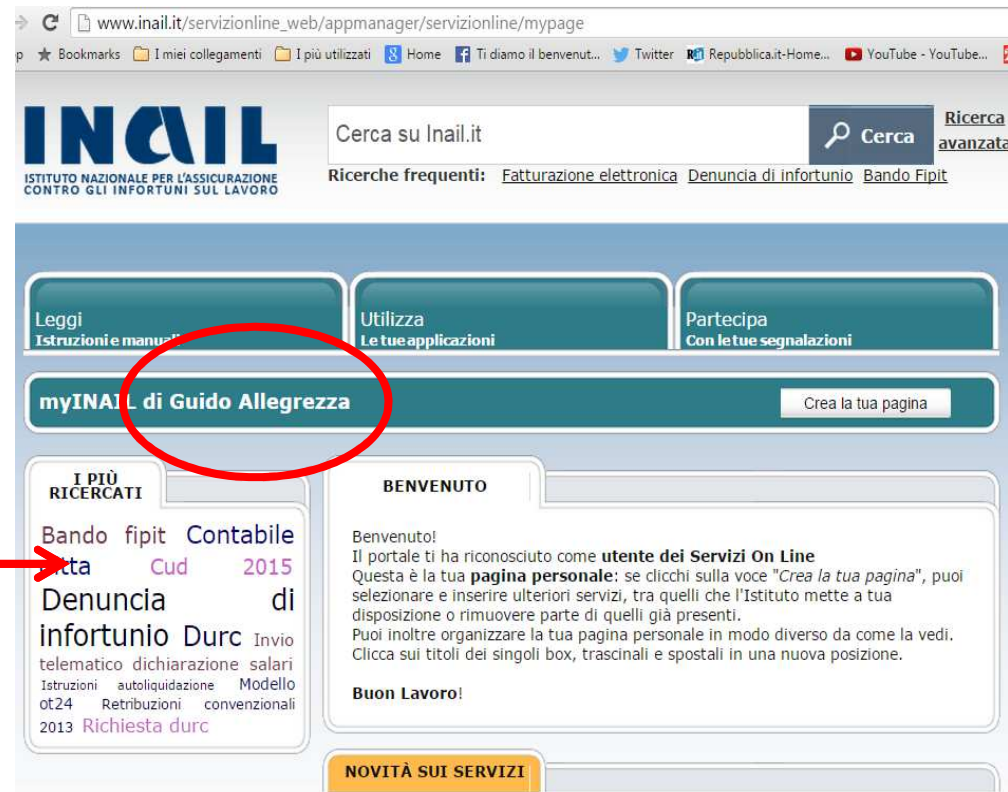 www.inail.it/servizionline_web/appmanager/servizionline/mypage
p Bookmarks I miei collegamenti I più utilizzati Home Ti diamo il benvenut... Twitter Repubblica.it-Home... YouTube - YouTube...
INAIL
ISTITUTO NAZIONALE PER L'ASSICURAZIONE
CONTRO GLI INFORTUNI SUL LAVORO
Cerca su Inail.it
Cerca
Ricerca
avanzata
Ricerche frequenti: Fatturazione elettronica Denuncia di infortunio Bando Fipit
Leggi
Istruzioni e manuali
Utilizza
Le tue applicazioni
Partecipa
Con le tue segnalazioni
myINAIL di Guido Allegrezza
Crea la tua pagina
I PIÙ
RICERCATI
Bando fipit Contabile
Ditta Cud 2015
Denuncia di
infortunio Durc Invio
telematico dichiarazione salari
Istruzioni autoliquidazione Modello
ot24 Retribuzioni convenzionali
2013 Richiesta durc
BENVENUTO
Benvenuto!
Il portale ti ha riconosciuto come utente dei Servizi On Line
Questa è la tua pagina personale: se clicchi sulla voce "Crea la tua pagina", puoi
selezionare e inserire ulteriori servizi, tra quelli che l'Istituto mette a tua
disposizione o rimuovere parte di quelli già presenti.
Puoi inoltre organizzare la tua pagina personale in modo diverso da come la vedi.
Clicca sui titoli dei singoli box, trascinali e spostali in una nuova posizione.
Buon Lavoro!
NOVITÀ SUI SERVIZI